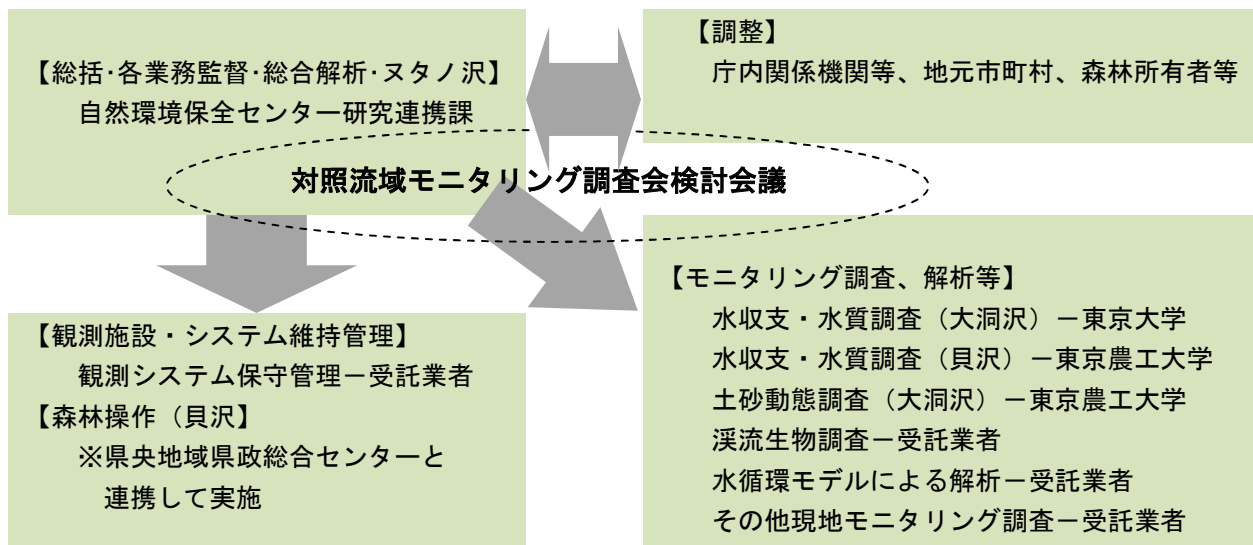 【総括･各業務監督･総合解析･ヌタノ沢】
自然環境保全センター研究連携課
【調整】
庁内関係機関等、地元市町村、森林所有者等
対照流域モニタリング調査会検討会議
【観測施設・システム維持管理】
観測システム保守管理－受託業者
【森林操作（貝沢】
※県央地域県政総合センターと
連携して実施
【モニタリング調査、解析等】
水収支・水質調査（大洞沢）－東京大学
水収支・水質調査（貝沢）－東京農工大学
土砂動態調査（大洞沢）－東京農工大学
渓流生物調査－受託業者
水循環モデルによる解析－受託業者
その他現地モニタリング調査－受託業者